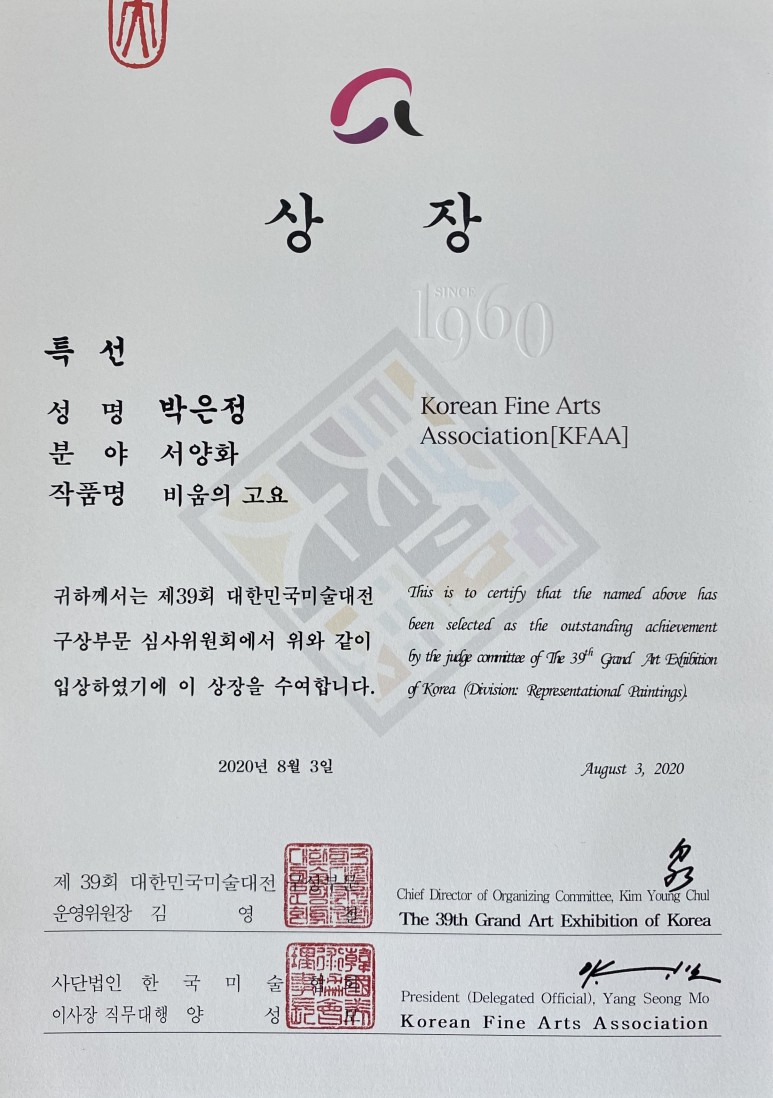 상 장
SINCE
1960
특 선
성 명 박은정
분 야 서양화
작품명 비움의 고요
Korean Fine Arts
Association[KFAA]
귀하께서는 제39회 대한민국미술대전
구상부문 심사위원회에서 위와 같이
입상하였기에 이 상장을 수여합니다.
This is to certify that the named above has
been selected as the outstanding achievement
by the judge committee of The 39th Grand Art Exhibition
of Korea (Division: Representational Paintings).
2020년 8월 3일
August 3, 2020
제 39회 대한민국미술대전 구상부문
운영위원장 김 영 철
Chief Director of Organizing Committee, Kim Young Chul
The 39th Grand Art Exhibition of Korea
사단법인 한 국 미 술 협 회
이사장 직무대행 양 성 모
President (Delegated Official), Yang Seong Mo
Korean Fine Arts Association